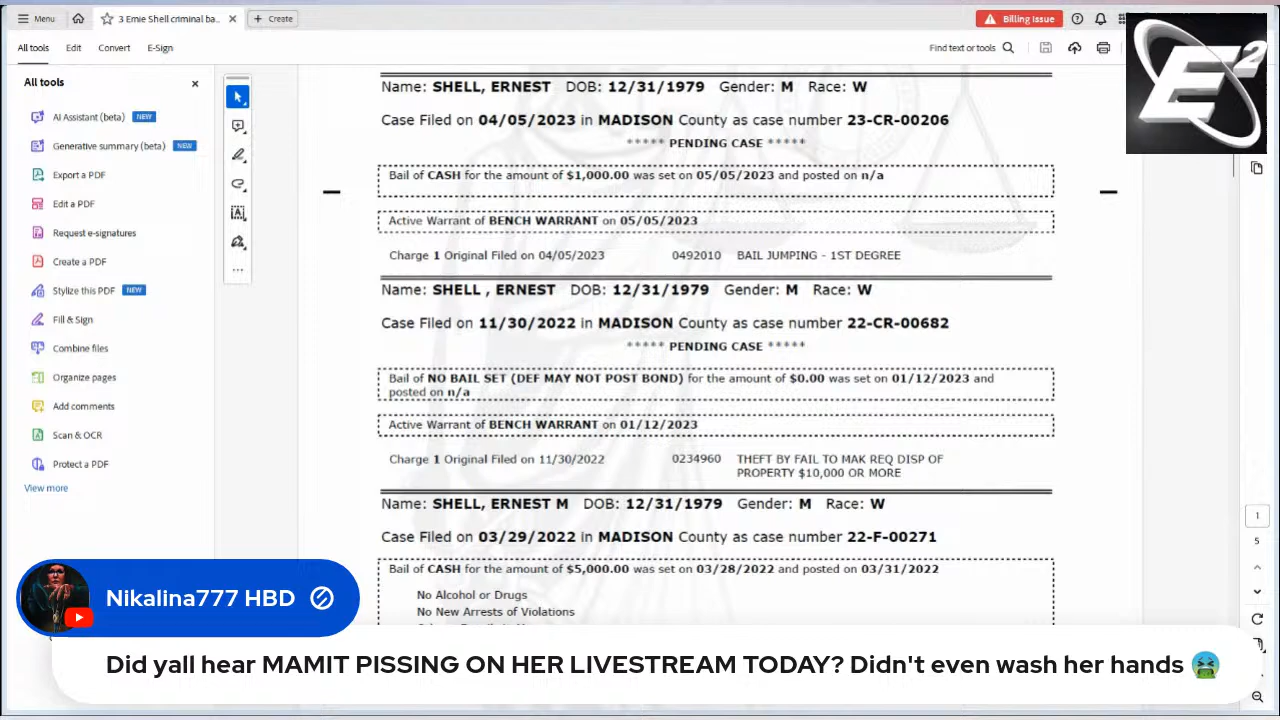 Menu
3 Ernie Shell criminal ba...
Create
Billing Issue
All tools
Edit
Convert
E-Sign
Find text or tools
E2
All tools
AI Assistant (beta) NEW
Generative summary (beta) NEW
Export a PDF
Edit a PDF
Request e-signatures
Create a PDF
Stylize this PDF NEW
Fill & Sign
Combine files
Organize pages
Add comments
Scan & OCR
Protect a PDF
View more
Name: SHELL, ERNEST DOB: 12/31/1979 Gender: M Race: W
Case Filed on 04/05/2023 in MADISON County as case number 23-CR-00206
***** PENDING CASE *****
Bail of CASH for the amount of $1,000.00 was set on 05/05/2023 and posted on n/a
Active Warrant of BENCH WARRANT on 05/05/2023
Charge 1 Original Filed on 04/05/2023 0492010 BAIL JUMPING - 1ST DEGREE
Name: SHELL , ERNEST DOB: 12/31/1979 Gender: M Race: W
Case Filed on 11/30/2022 in MADISON County as case number 22-CR-00682
***** PENDING CASE *****
Bail of NO BAIL SET (DEF MAY NOT POST BOND) for the amount of $0.00 was set on 01/12/2023 and
posted on n/a
Active Warrant of BENCH WARRANT on 01/12/2023
Charge 1 Original Filed on 11/30/2022 0234960 THEFT BY FAIL TO MAK REQ DISP OF
PROPERTY $10,000 OR MORE
Name: SHELL, ERNEST M DOB: 12/31/1979 Gender: M Race: W
Case Filed on 03/29/2022 in MADISON County as case number 22-F-00271
Bail of CASH for the amount of $5,000.00 was set on 03/28/2022 and posted on 03/31/2022
No Alcohol or Drugs
No New Arrests of Violations
1
5
Nikalina777 HBD
Did yall hear MAMIT PISSING ON HER LIVESTREAM TODAY? Didn't even wash her hands 🤮